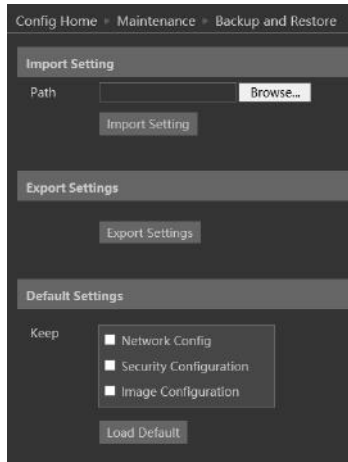 Config Home ▸ Maintenance ▸ Backup and Restore
Import Setting
Path Browse...
Import Setting
Export Settings
Export Settings
Default Settings
Keep
Network Config
Security Configuration
Image Configuration
Load Default